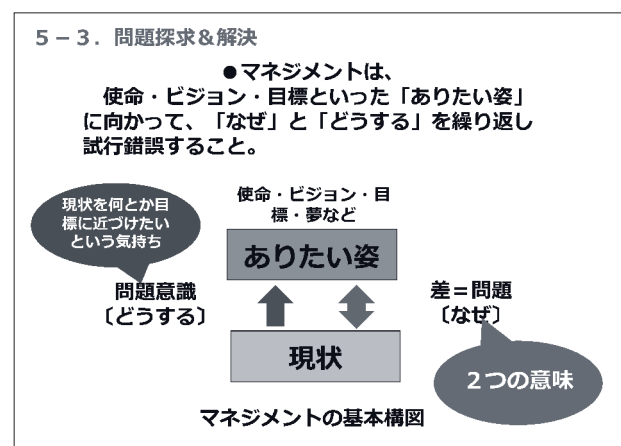 5－3．問題探求＆解決
●マネジメントは、
使命・ビジョン・目標といった「ありたい姿」
に向かって、「なぜ」と「どうする」を繰り返し
試行錯誤すること。
現状を何とか目
標に近づけたい
という気持ち
使命・ビジョン・目
標・夢など
ありたい姿
問題意識
〔どうする〕
差＝問題
〔なぜ〕
現状
２つの意味
マネジメントの基本構図